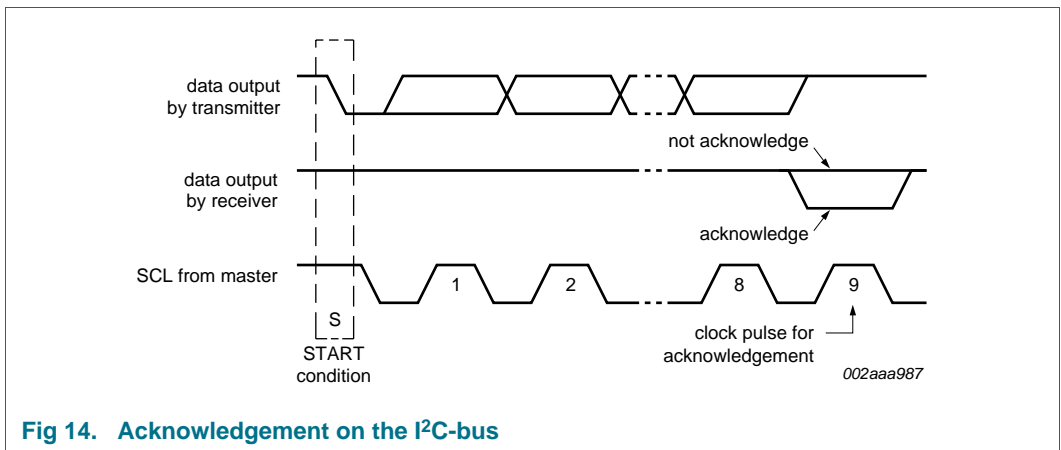 data output
by transmitter
not acknowledge
data output
by receiver
acknowledge
SCL from master
1
2
8
9
S
START
condition
clock pulse for
acknowledgement
002aaa987
Fig 14. Acknowledgement on the I²C-bus